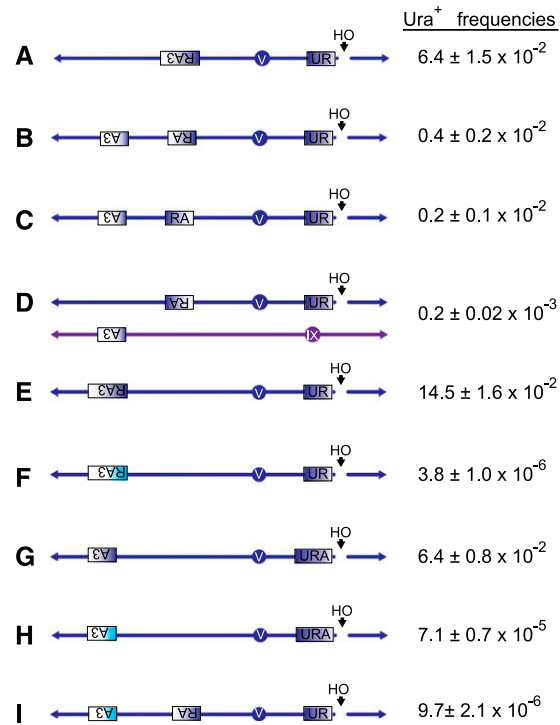 Ura+ frequencies
HO
A RA3 V UR 6.4 ± 1.5 x 10-2
HO
B A3 RA V UR 0.4 ± 0.2 x 10-2
HO
C A3 RA V UR 0.2 ± 0.1 x 10-2
HO
D RA V UR 0.2 ± 0.02 x 10-3
A3 IX
HO
E RA3 V UR 14.5 ± 1.6 x 10-2
HO
F RA3 V UR 3.8 ± 1.0 x 10-6
HO
G A3 V URA 6.4 ± 0.8 x 10-2
HO
H A3 V URA 7.1 ± 0.7 x 10-5
HO
I A3 RA V UR 9.7± 2.1 x 10-6